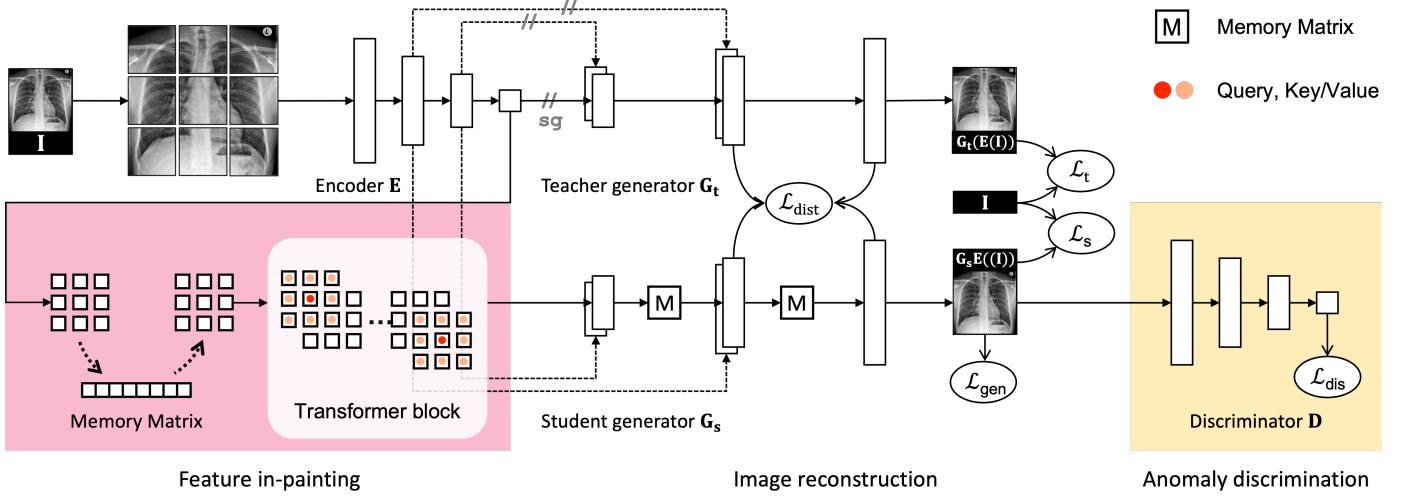 M Memory Matrix
Query, Key/Value
//
//
//
sg
I
Encoder E
Teacher generator Gt
Gt(E(I))
ℒt
I
ℒdist
ℒs
GsE((I))
M
M
...
Transformer block
Memory Matrix
Student generator Gs
ℒgen
ℒdis
Discriminator D
Feature in-painting
Image reconstruction
Anomaly discrimination